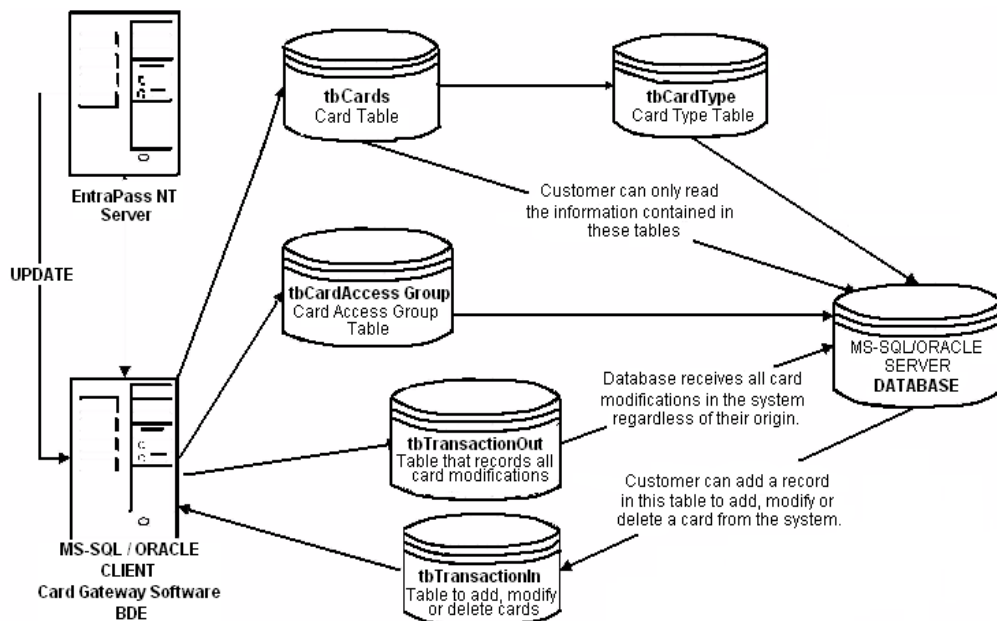 EntraPass NT
Server
UPDATE
tbCards
Card Table
tbCardType
Card Type Table
Customer can only read
the information contained in
these tables
tbCardAccess Group
Card Access Group
Table
MS-SQL/ORACLE
SERVER
DATABASE
Database receives all card
modifications in the system
regardless of their origin.
tbTransactionOut
Table that records all
card modifications
Customer can add a record
in this table to add, modify or
delete a card from the system.
tbTransactionIn
Table to add, modify
or delete cards
MS-SQL / ORACLE
CLIENT
Card Gateway Software
BDE